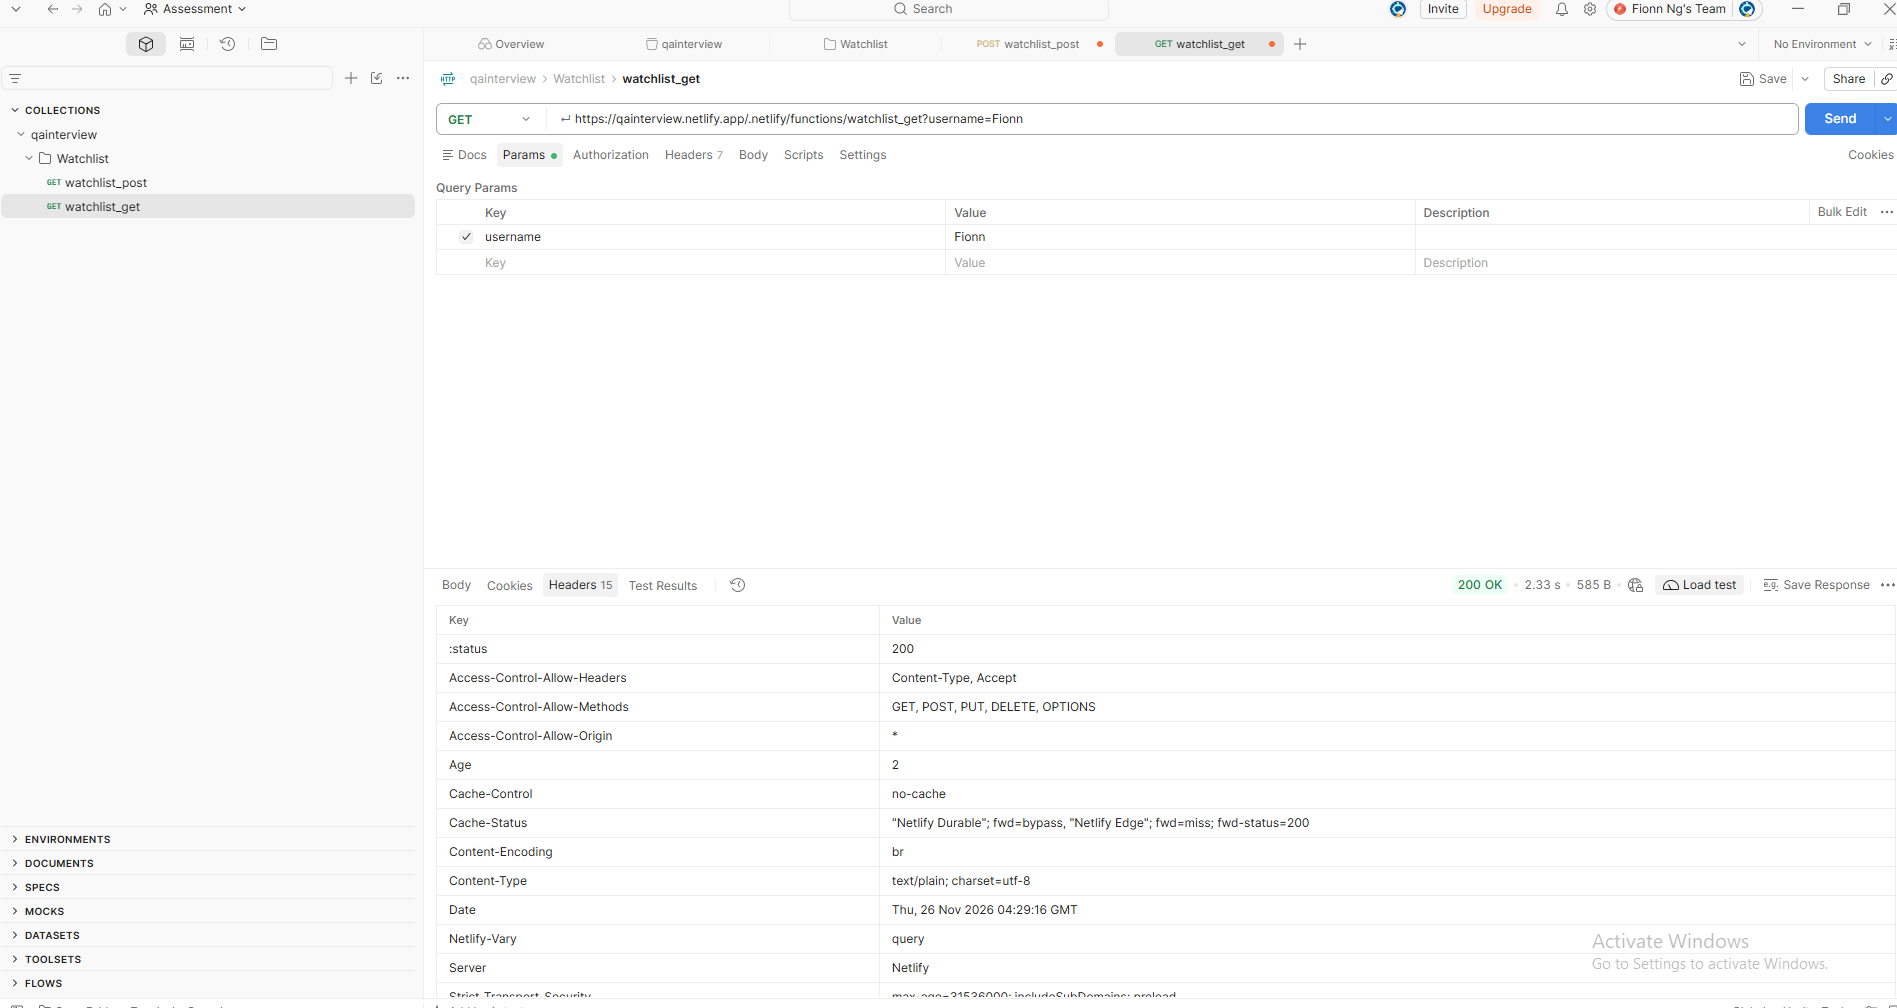 Assessment
Search
Invite
Upgrade
Fionn Ng's Team
Overview
qainterview
Watchlist
POST watchlist_post
GET watchlist_get
No Environment
qainterview > Watchlist > watchlist_get
Save
Share
COLLECTIONS
qainterview
Watchlist
GET watchlist_post
GET watchlist_get
GET
https://qainterview.netlify.app/.netlify/functions/watchlist_get?username=Fionn
Send
Docs Params Authorization Headers 7 Body Scripts Settings
Cookies
Query Params
Key Value Description Bulk Edit
username Fionn
Key Value Description
Body Cookies Headers 15 Test Results
200 OK 2.33 s 585 B
Load test
e.g. Save Response
Key Value
:status 200
Access-Control-Allow-Headers Content-Type, Accept
Access-Control-Allow-Methods GET, POST, PUT, DELETE, OPTIONS
Access-Control-Allow-Origin *
Age 2
Cache-Control no-cache
Cache-Status "Netlify Durable"; fwd=bypass, "Netlify Edge"; fwd=miss; fwd-status=200
Content-Encoding br
Content-Type text/plain; charset=utf-8
Date Thu, 26 Nov 2026 04:29:16 GMT
Netlify-Vary query
Server Netlify
Strict-Transport-Security max-age=31536000; includeSubDomains; preload
ENVIRONMENTS
DOCUMENTS
SPECS
MOCKS
DATASETS
TOOLSETS
FLOWS
Activate Windows
Go to Settings to activate Windows.